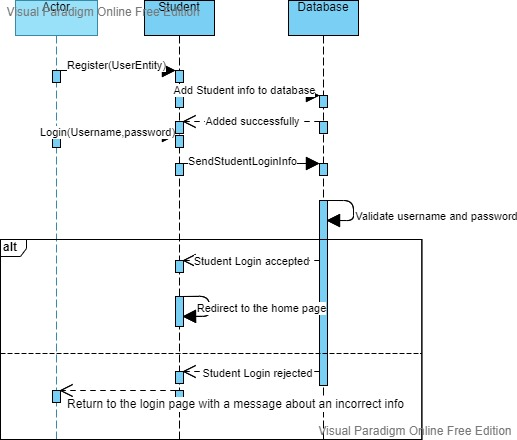 Visual Paradigm Online Free Edition
Actor
Student
Database
Register(UserEntity)
Add Student info to database
Added successfully
Login(Username,password)
SendStudentLoginInfo
Validate username and password
alt
Student Login accepted
Redirect to the home page
Student Login rejected
Return to the login page with a message about an incorrect info
Visual Paradigm Online Free Edition